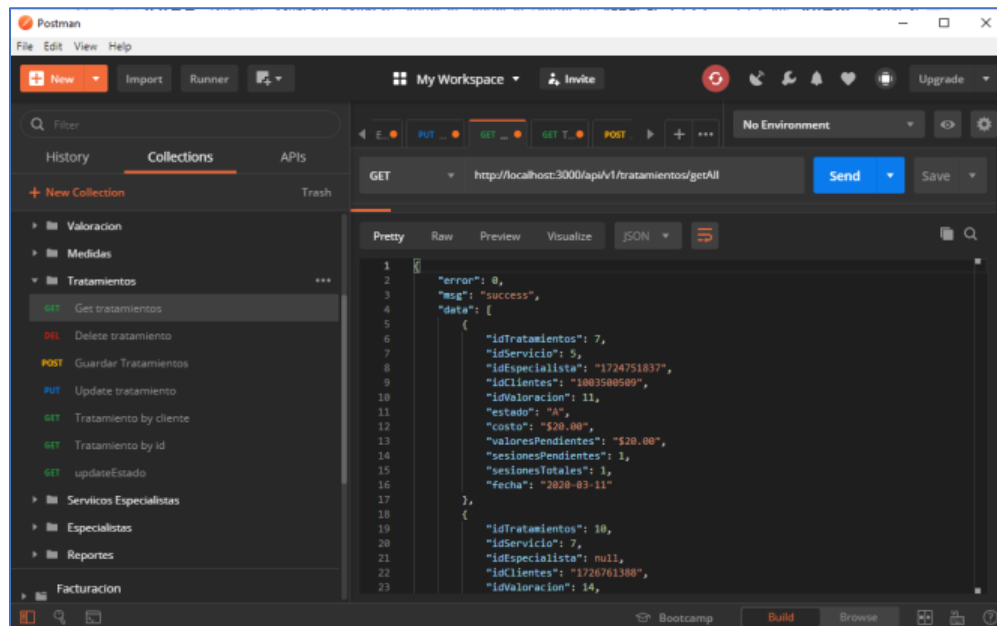 Postman
File Edit View Help
New Import Runner My Workspace Invite Upgrade
Filter
History Collections APIs
+ New Collection Trash
Valoracion
Medidas
Tratamientos
GET Get tratamientos
DEL Delete tratamiento
POST Guardar Tratamientos
PUT Update tratamiento
GET Tratamiento by cliente
GET Tratamiento by id
GET updateEstado
Serviicos Especialistas
Especialistas
Reportes
Facturacion
E... PUT ... GET ... GET T... POST + ... No Environment
GET http://localhost:3000/api/v1/tratamientos/getAll Send Save
Pretty Raw Preview Visualize JSON
1 {
2 "error": 0,
3 "msg": "success",
4 "data": [
5 {
6 "idTratamientos": 7,
7 "idServicio": 5,
8 "idEspecialista": "1724751837",
9 "idClientes": "1003500509",
10 "idValoracion": 11,
11 "estado": "A",
12 "costo": "$20.00",
13 "valoresPendientes": "$20.00",
14 "sesionesPendientes": 1,
15 "sesionesTotales": 1,
16 "fecha": "2020-03-11"
17 },
18 {
19 "idTratamientos": 10,
20 "idServicio": 7,
21 "idEspecialista": null,
22 "idClientes": "1726761388",
23 "idValoracion": 14,
Bootcamp Build Browse